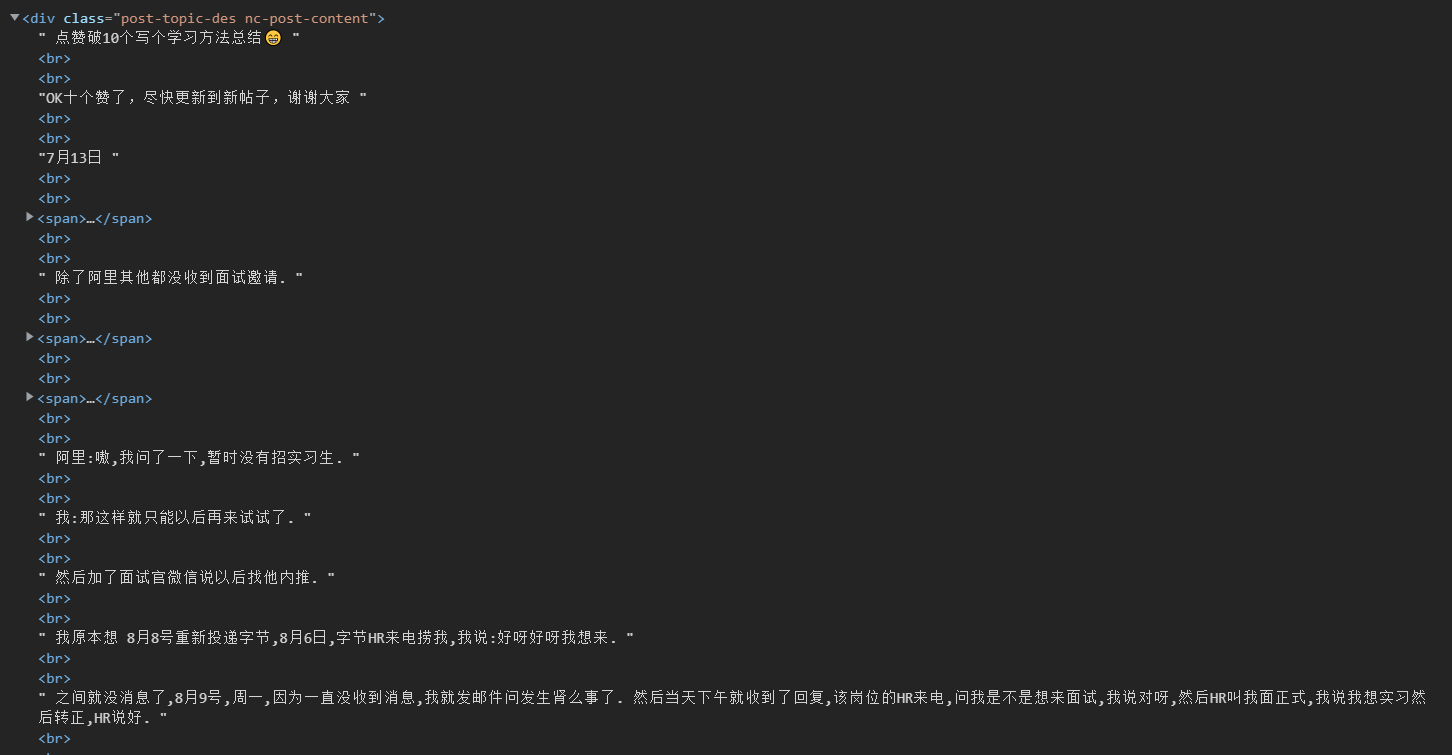 ▼<div class="post-topic-des nc-post-content">
" 点赞破10个写个学习方法总结😁 "
<br>
<br>
"OK十个赞了，尽快更新到新帖子，谢谢大家 "
<br>
<br>
"7月13日 "
<br>
<br>
▶<span>…</span>
<br>
<br>
" 除了阿里其他都没收到面试邀请. "
<br>
<br>
▶<span>…</span>
<br>
<br>
▶<span>…</span>
<br>
<br>
" 阿里:嗷,我问了一下,暂时没有招实习生. "
<br>
<br>
" 我:那这样就只能以后再来试试了. "
<br>
<br>
" 然后加了面试官微信说以后找他内推. "
<br>
<br>
" 我原本想 8月8号重新投递字节,8月6日,字节HR来电捞我,我说:好呀好呀我想来. "
<br>
<br>
" 之间就没消息了,8月9号,周一,因为一直没收到消息,我就发邮件问发生肾么事了. 然后当天下午就收到了回复,该岗位的HR来电,问我是不是想来面试,我说对呀,然后HR叫我面正式,我说我想实习然
后转正,HR说好. "
<br>